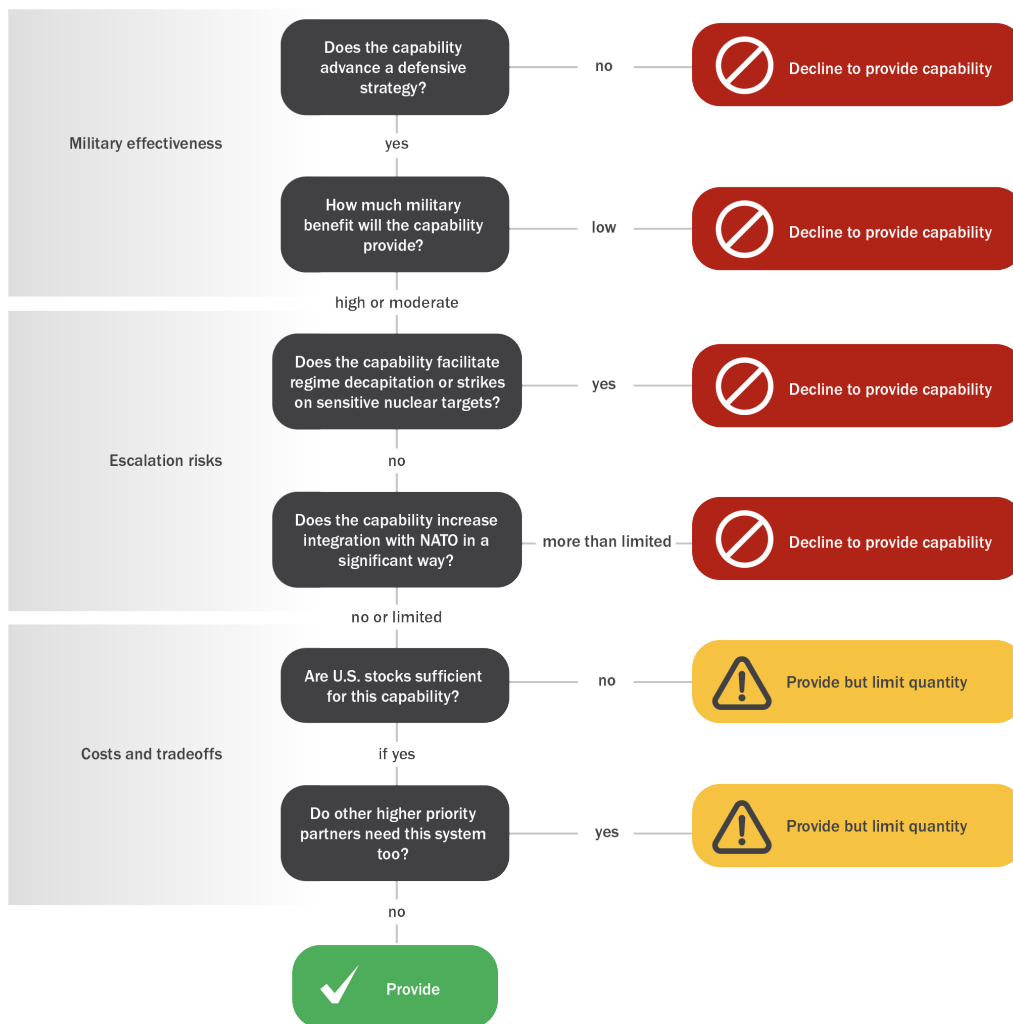 Does the capability
advance a defensive
strategy?
no
Decline to provide capability
Military effectiveness
yes
How much military
benefit will the capability
provide?
low
Decline to provide capability
high or moderate
Does the capability facilitate
regime decapitation or strikes
on sensitive nuclear targets?
yes
Decline to provide capability
Escalation risks
no
Does the capability increase
integration with NATO in a
significant way?
more than limited
Decline to provide capability
no or limited
Are U.S. stocks sufficient
for this capability?
no
Provide but limit quantity
Costs and tradeoffs
if yes
Do other higher priority
partners need this system
too?
yes
Provide but limit quantity
no
Provide